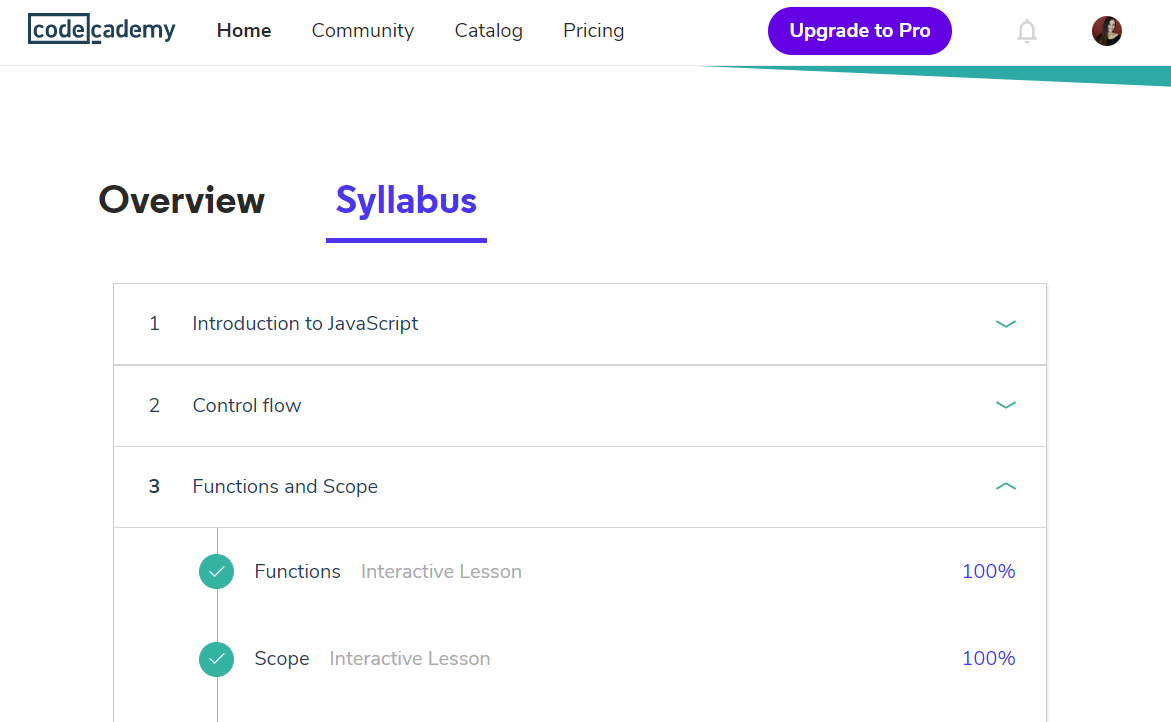 codecademy Home Community Catalog Pricing Upgrade to Pro
Overview Syllabus
1 Introduction to JavaScript
2 Control flow
3 Functions and Scope
Functions Interactive Lesson 100%
Scope Interactive Lesson 100%